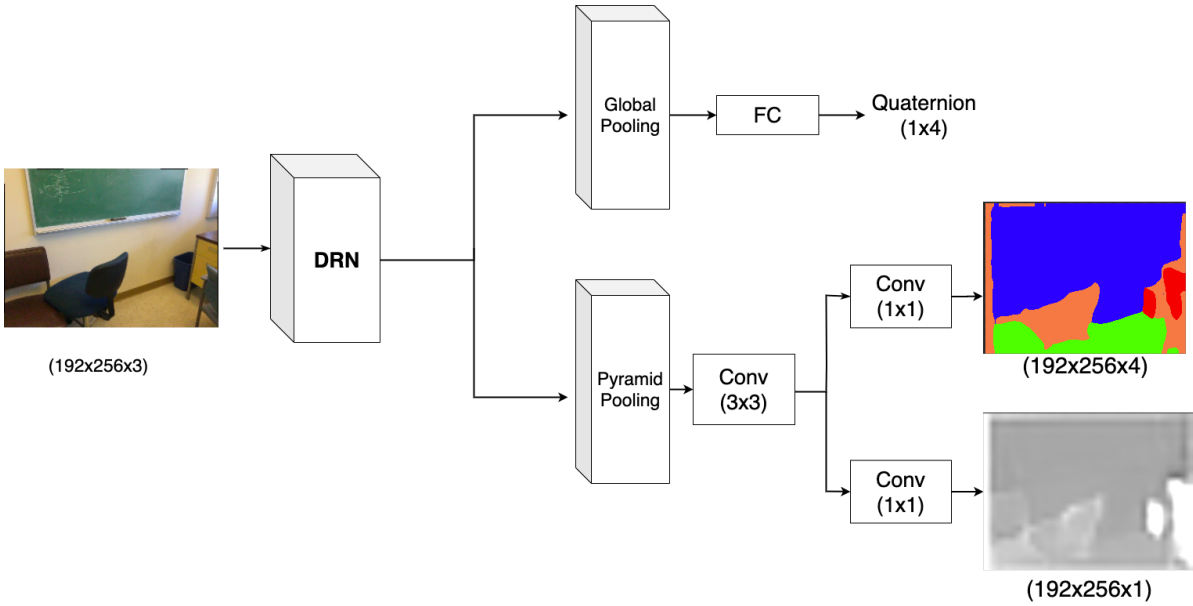 Global
Pooling
FC
Quaternion
(1x4)
DRN
(192x256x3)
Pyramid
Pooling
Conv
(3x3)
Conv
(1x1)
(192x256x4)
Conv
(1x1)
(192x256x1)